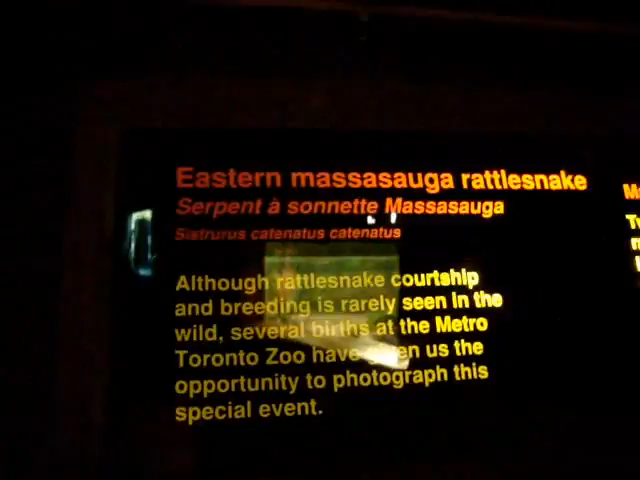 Eastern massasauga rattlesnake
Serpent à sonnette Massasauga
Sistrurus catenatus catenatus
Although rattlesnake courtship
and breeding is rarely seen in the
wild, several births at the Metro
Toronto Zoo have given us the
opportunity to photograph this
special event.